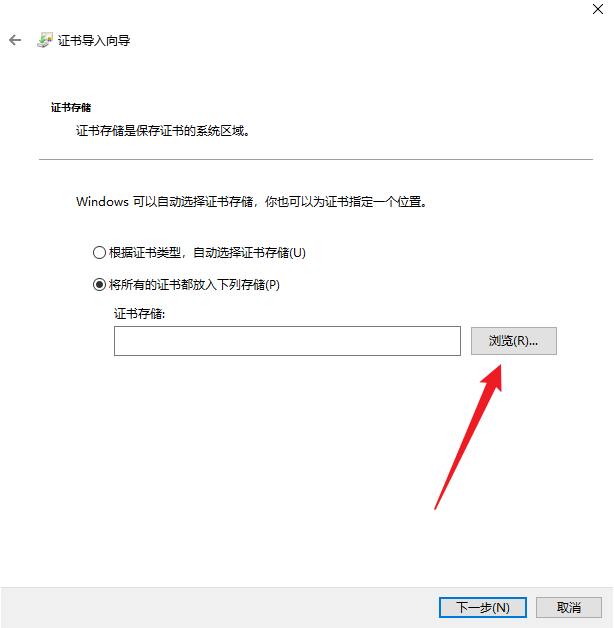 证书导入向导
证书存储
证书存储是保存证书的系统区域。
Windows 可以自动选择证书存储，你也可以为证书指定一个位置。
根据证书类型，自动选择证书存储(U)
将所有的证书都放入下列存储(P)
证书存储:
浏览(R)...
下一步(N) 取消